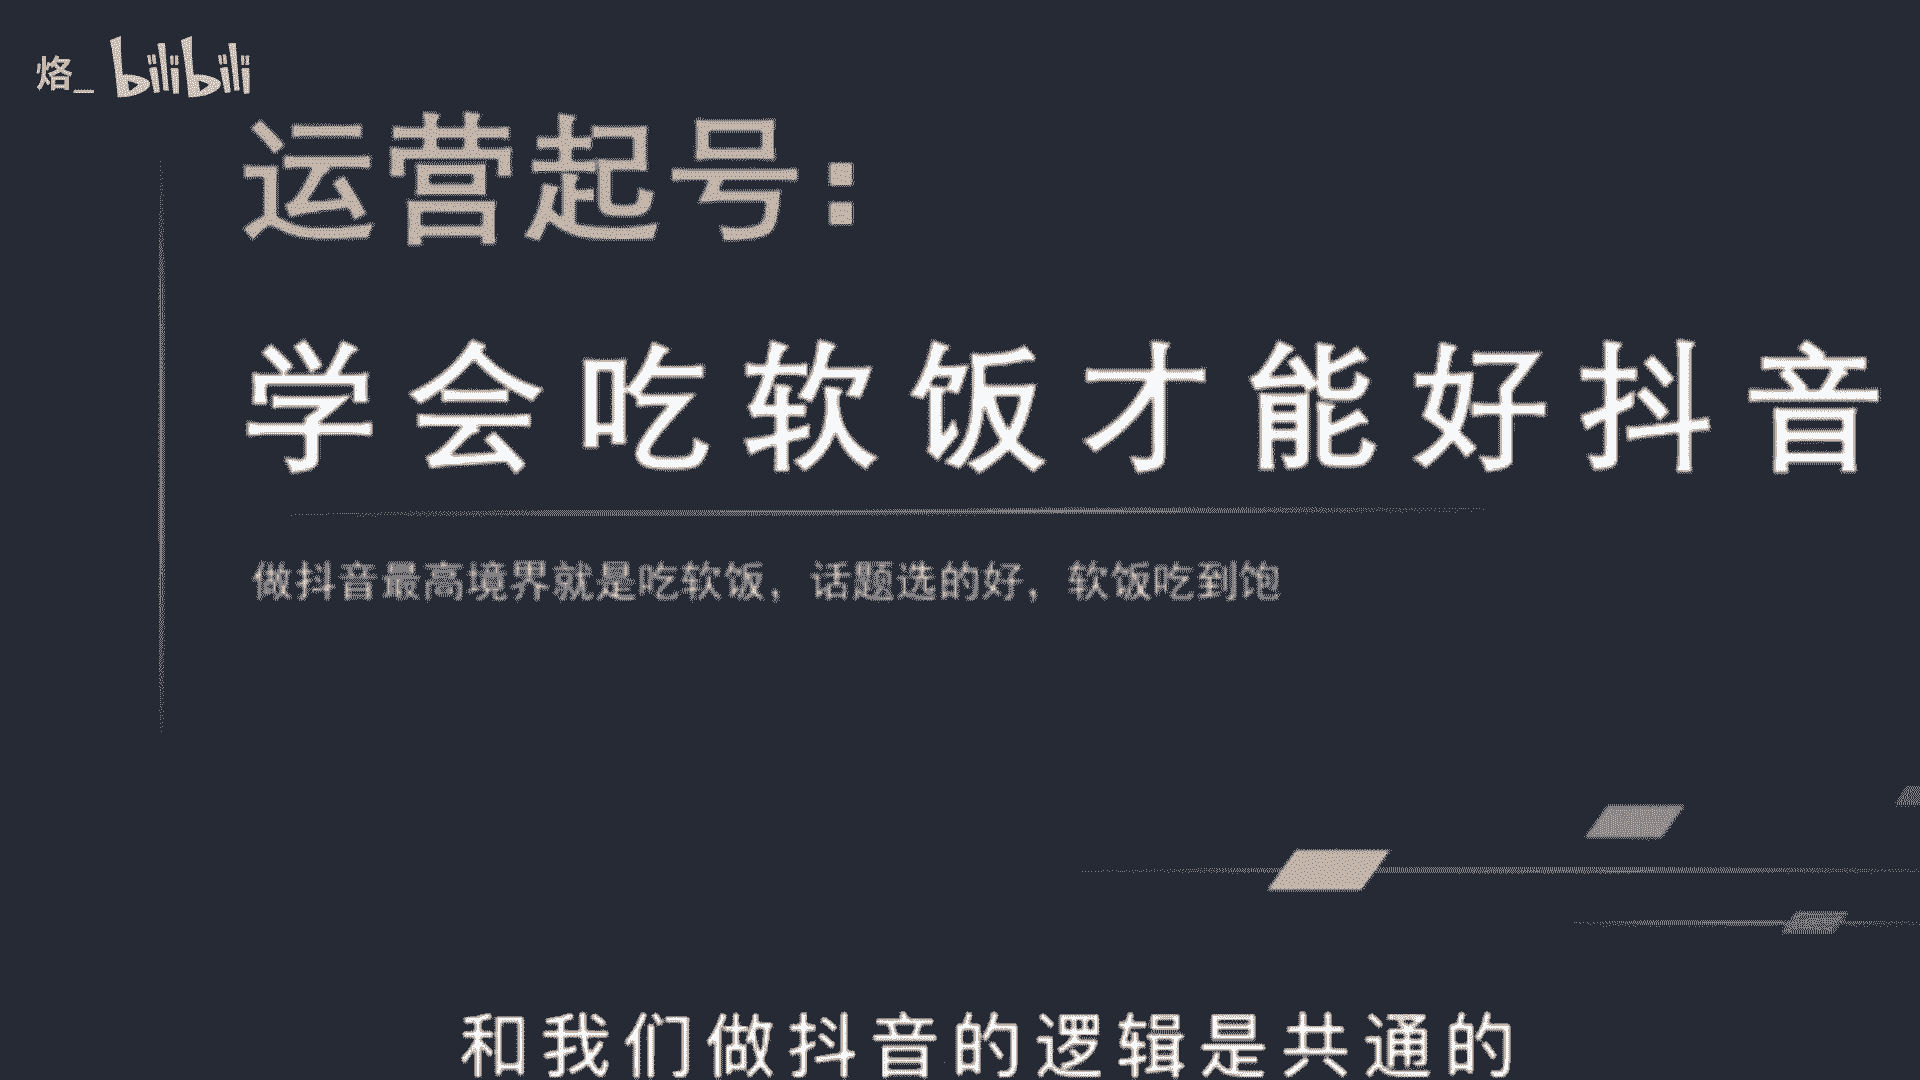 烙_ bilibili
运营起号：
学会吃软饭才能好抖音
做抖音最高境界就是吃软饭，话题选的好，软饭吃到饱
和我们做抖音的逻辑是共通的